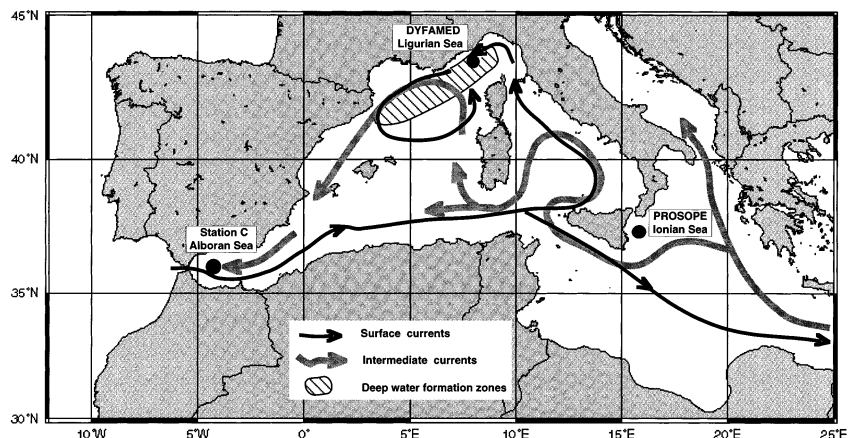 45°N
DYFAMED
Ligurian Sea
40°N
Station C
Alboran Sea
PROSOPE
Ionian Sea
35°N
Surface currents
Intermediate currents
Deep water formation zones
30°N
10°W
5°W
0°
5°E
10°E
15°E
20°E
25°E